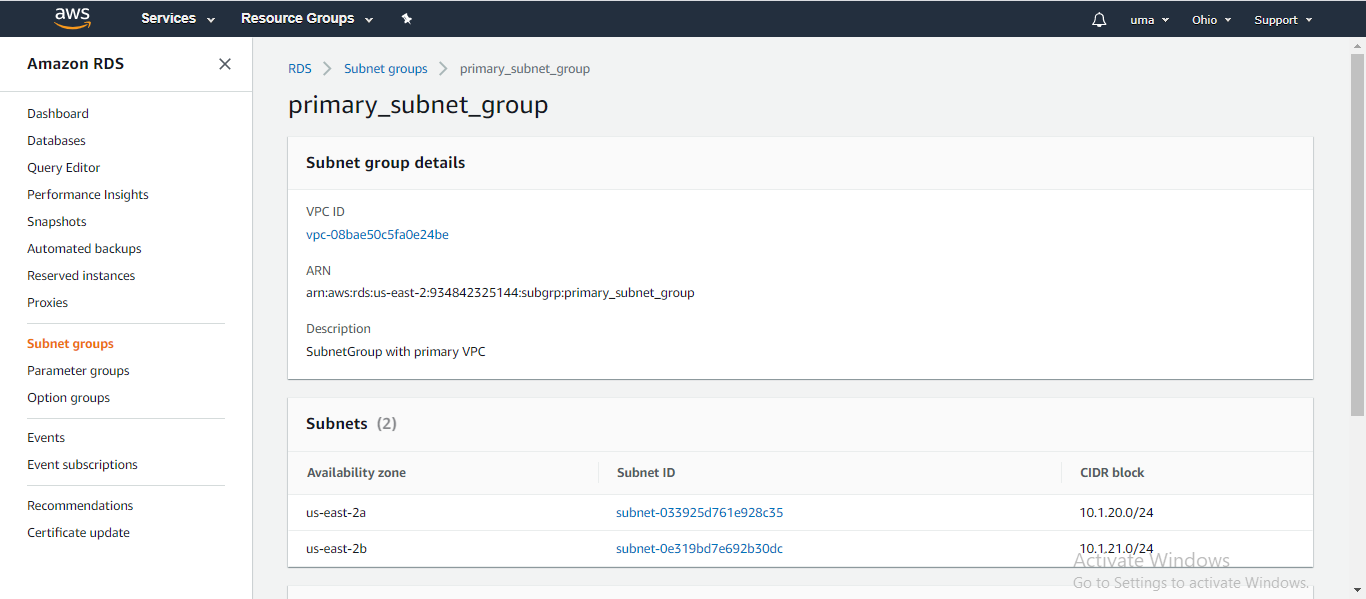 aws Services Resource Groups uma Ohio Support
Amazon RDS
Dashboard
Databases
Query Editor
Performance Insights
Snapshots
Automated backups
Reserved instances
Proxies
Subnet groups
Parameter groups
Option groups
Events
Event subscriptions
Recommendations
Certificate update
RDS Subnet groups primary_subnet_group
primary_subnet_group
Subnet group details
VPC ID
vpc-08bae50c5fa0e24be
ARN
arn:aws:rds:us-east-2:934842325144:subgrp:primary_subnet_group
Description
SubnetGroup with primary VPC
Subnets (2)
Availability zone Subnet ID CIDR block
us-east-2a subnet-033925d761e928c35 10.1.20.0/24
us-east-2b subnet-0e319bd7e692b30dc 10.1.21.0/24
Activate Windows
Go to Settings to activate Windows.